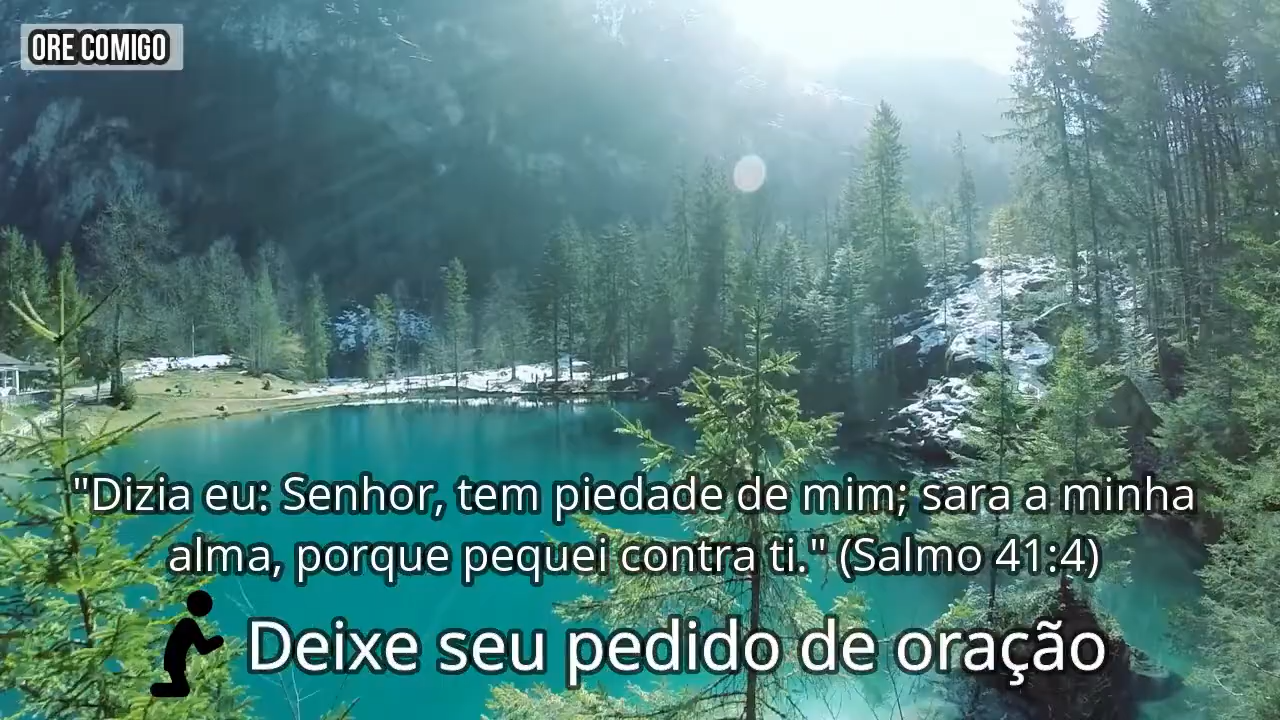 ORE COMIGO
"Dizia eu: Senhor, tem piedade de mim; sara a minha
alma, porque pequei contra ti." (Salmo 41:4)
Deixe seu pedido de oração